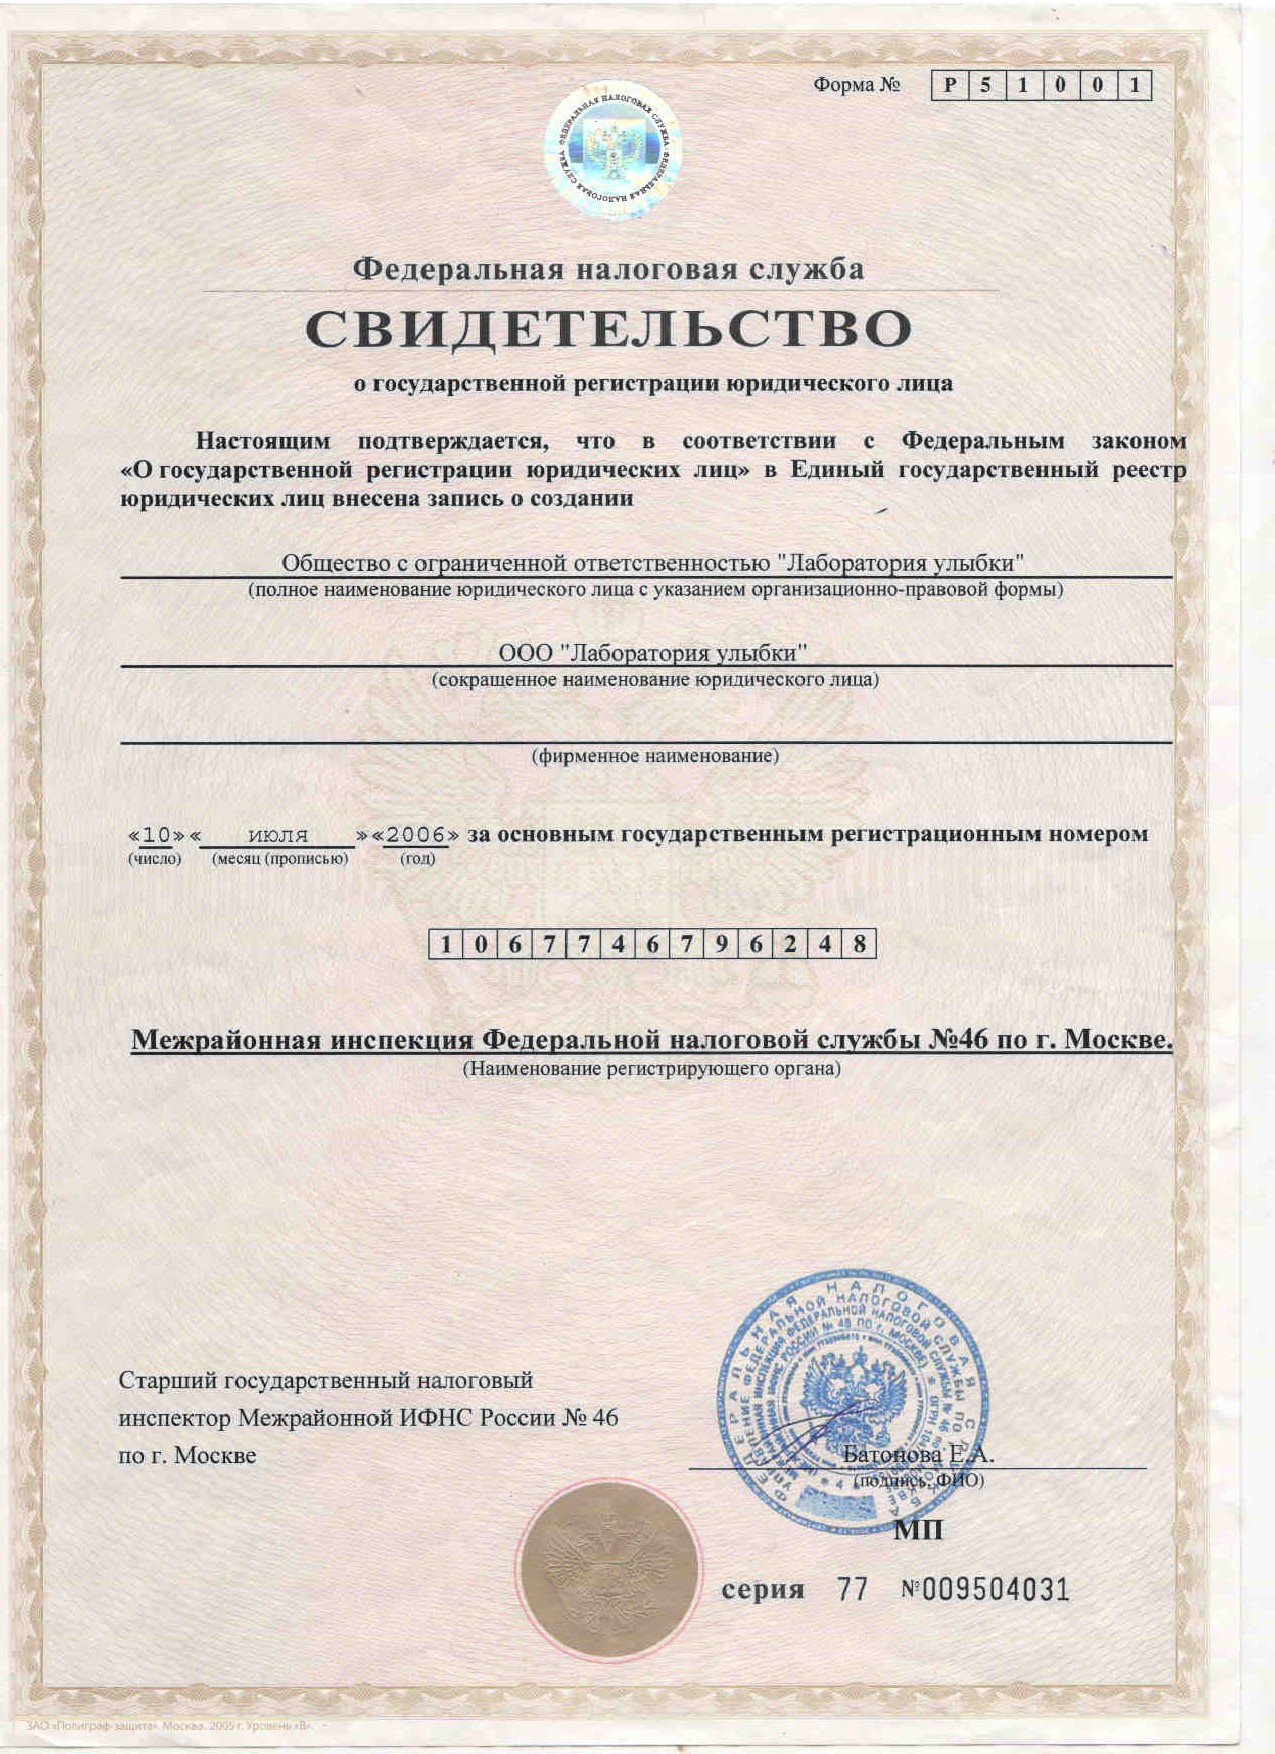 Форма № Р 5 1 0 0 1
ФЕДЕРАЛЬНАЯ НАЛОГОВАЯ СЛУЖБА · ФЕДЕРАЛЬНАЯ НАЛОГОВАЯ СЛУЖБА
Федеральная налоговая служба
СВИДЕТЕЛЬСТВО
о государственной регистрации юридического лица
Настоящим подтверждается, что в соответствии с Федеральным законом
«О государственной регистрации юридических лиц» в Единый государственный реестр
юридических лиц внесена запись о создании
Общество с ограниченной ответственностью "Лаборатория улыбки"
(полное наименование юридического лица с указанием организационно-правовой формы)
ООО "Лаборатория улыбки"
(сокращенное наименование юридического лица)
(фирменное наименование)
«10» « июля » «2006» за основным государственным регистрационным номером
(число) (месяц (прописью) (год)
1 0 6 7 7 4 6 7 9 6 2 4 8
Межрайонная инспекция Федеральной налоговой службы №46 по г. Москве.
(Наименование регистрирующего органа)
Старший государственный налоговый
инспектор Межрайонной ИФНС России № 46
по г. Москве
ФЕДЕРАЛЬНАЯ НАЛОГОВАЯ СЛУЖБА
Батонова Е.А.
(подпись, ФИО)
МП
серия 77 №009504031
ЗАО «Полиграф-защита». Москва. 2005 г. Уровень «В».